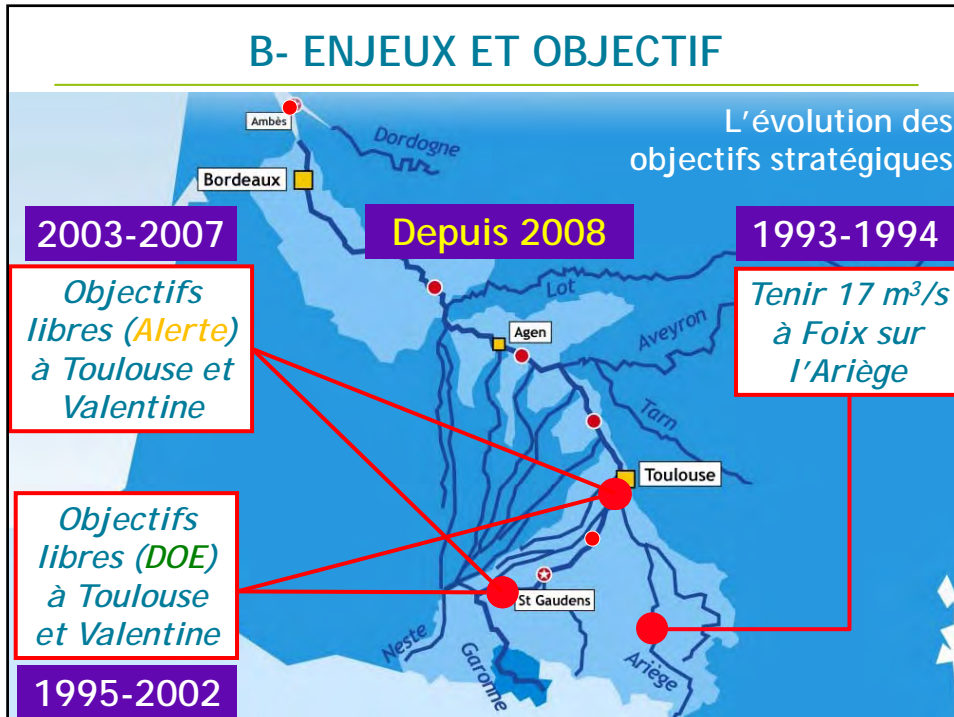 B- ENJEUX ET OBJECTIF
L'évolution des
objectifs stratégiques
Ambès
Dordogne
Bordeaux
2003-2007
Depuis 2008
1993-1994
Objectifs
libres (Alerte)
à Toulouse et
Valentine
Tenir 17 m³/s
à Foix sur
l'Ariège
Lot
Agen
Aveyron
Tarn
Toulouse
Objectifs
libres (DOE)
à Toulouse
et Valentine
St Gaudens
Neste
Garonne
Ariège
1995-2002